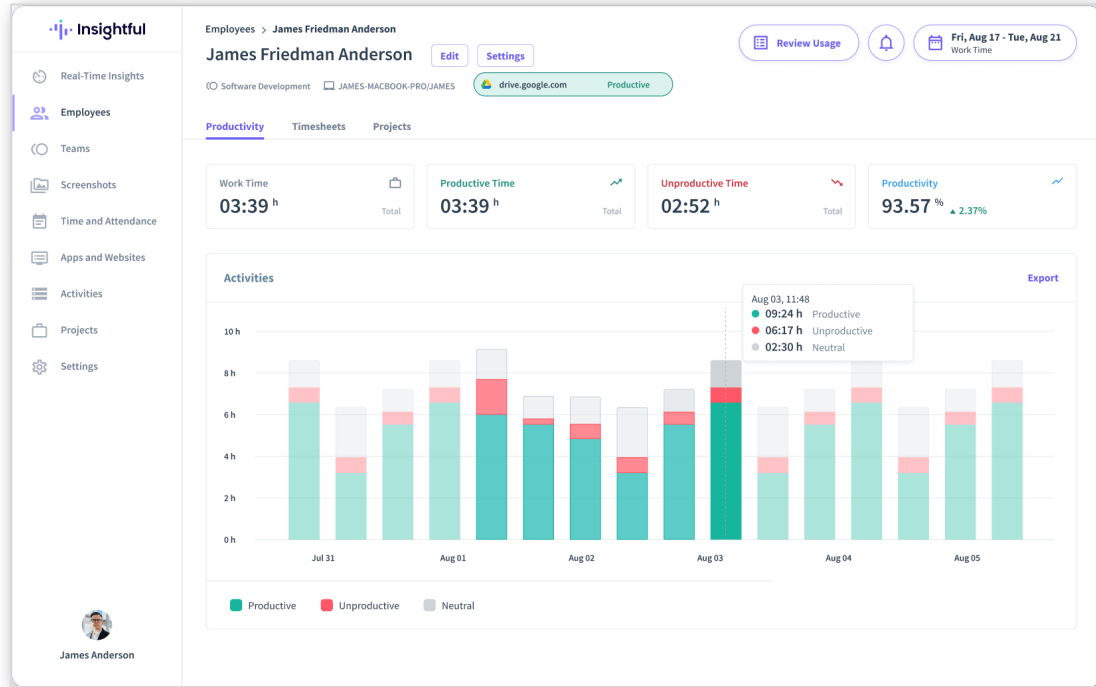 Insightful
Real-Time Insights
Employees
Teams
Screenshots
Time and Attendance
Apps and Websites
Activities
Projects
Settings
James Anderson
Employees > James Friedman Anderson
James Friedman Anderson Edit Settings
Review Usage
Fri, Aug 17 - Tue, Aug 21
Work Time
Software Development JAMES-MACBOOK-PRO/JAMES drive.google.com Productive
Productivity Timesheets Projects
Work Time
03:39 h Total
Productive Time
03:39 h Total
Unproductive Time
02:52 h Total
Productivity
93.57 % ▲ 2.37%
Activities Export
Aug 03, 11:48
09:24 h Productive
06:17 h Unproductive
02:30 h Neutral
10 h
8 h
6 h
4 h
2 h
0 h
Jul 31 Aug 01 Aug 02 Aug 03 Aug 04 Aug 05
Productive Unproductive Neutral